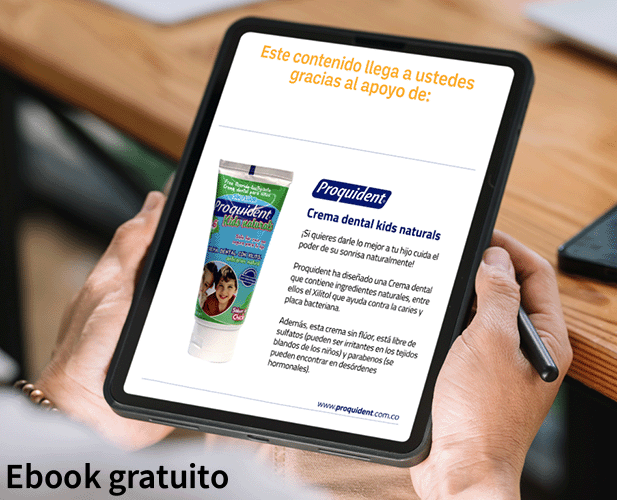 Este contenido llega a ustedes
gracias al apoyo de:
Proquident
Kids naturals
Proquident
Crema dental kids naturals
¡Si quieres darle lo mejor a tu hijo cuida el
poder de su sonrisa naturalmente!
Proquident ha diseñado una Crema dental
que contiene ingredientes naturales, entre
ellos el Xilitol que ayuda contra la caries y
placa bacteriana.
Además, esta crema sin flúor, está libre de
sulfatos (pueden ser irritantes en los tejidos
blandos de los niños) y parabenos (se
pueden encontrar en desórdenes
hormonales).
www.proquident.com.co
Ebook gratuito